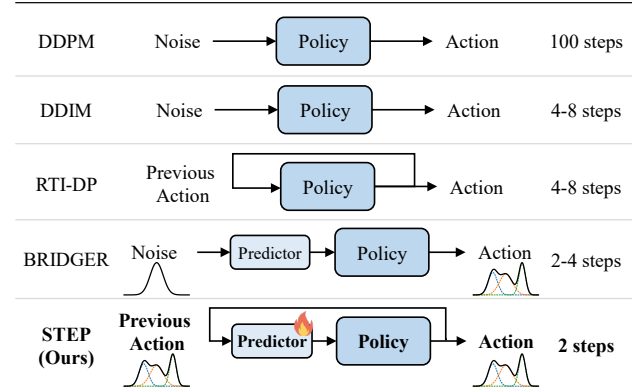 DDPM Noise Policy Action 100 steps
DDIM Noise Policy Action 4-8 steps
RTI-DP Previous Action Policy Action 4-8 steps
BRIDGER Noise Predictor Policy Action 2-4 steps
STEP (Ours) Previous Action Predictor Policy Action 2 steps